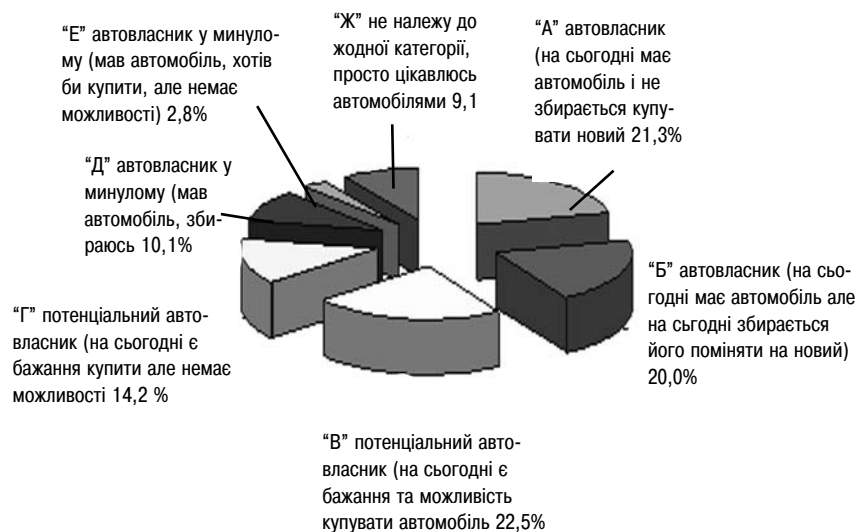 “Е” автовласник у минуло-
му (мав автомобіль, хотів
би купити, але немає
можливості) 2,8%
“Ж” не належу до
жодної категорії,
просто цікавлюсь
автомобілями 9,1
“А” автовласник
(на сьогодні має
автомобіль і не
збирається купу-
вати новий 21,3%
“Д” автовласник у
минулому (мав
автомобіль, зби-
раюсь 10,1%
“Б” автовласник (на сьо-
годні має автомобіль але
на сьгодні збирається
його поміняти на новий)
20,0%
“Г” потенціальний авто-
власник (на сьогодні є
бажання купити але немає
можливості 14,2 %
“В” потенціальний авто-
власник (на сьогодні є
бажання та можливість
купувати автомобіль 22,5%